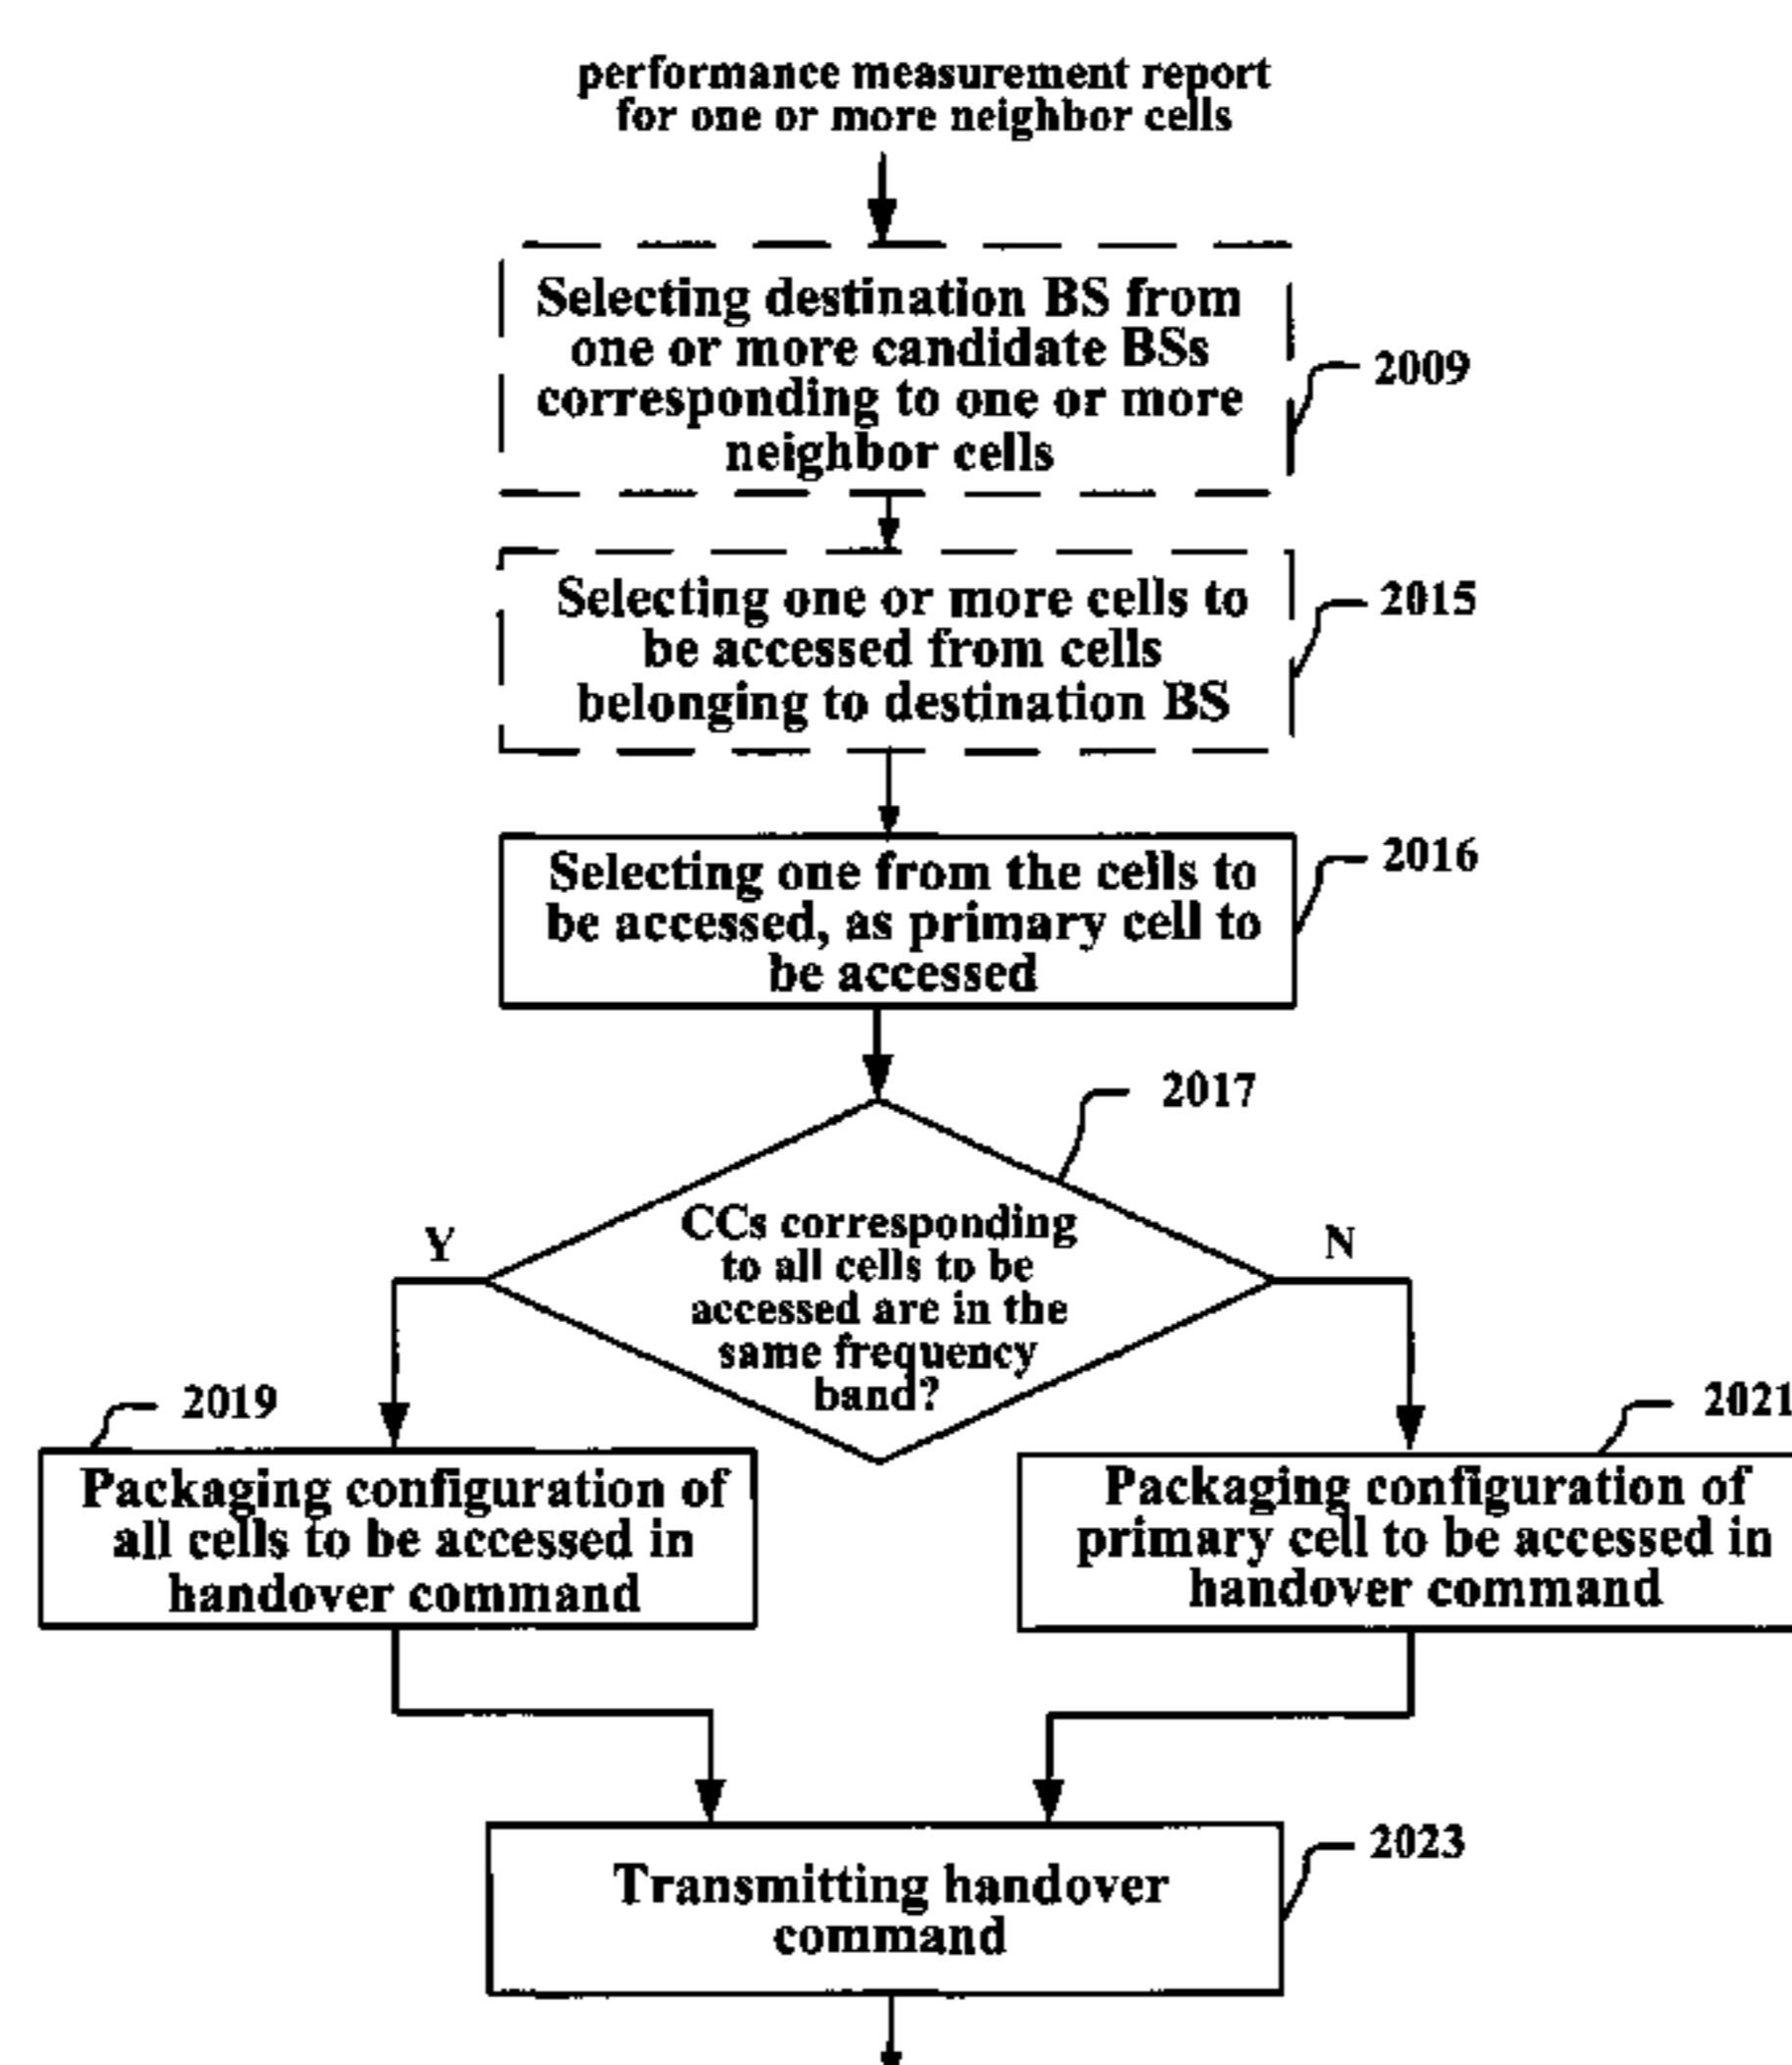 performance measurement report
for one or more neighbor cells
Selecting destination BS from
one or more candidate BSs
corresponding to one or more
neighbor cells
2009
Selecting one or more cells to
be accessed from cells
belonging to destination BS
2015
Selecting one from the cells to
be accessed, as primary cell to
be accessed
2016
2017
CCs corresponding
to all cells to be
accessed are in the
same frequency
band?
Y
N
2019
Packaging configuration of
all cells to be accessed in
handover command
2021
Packaging configuration of
primary cell to be accessed in
handover command
Transmitting handover
command
2023